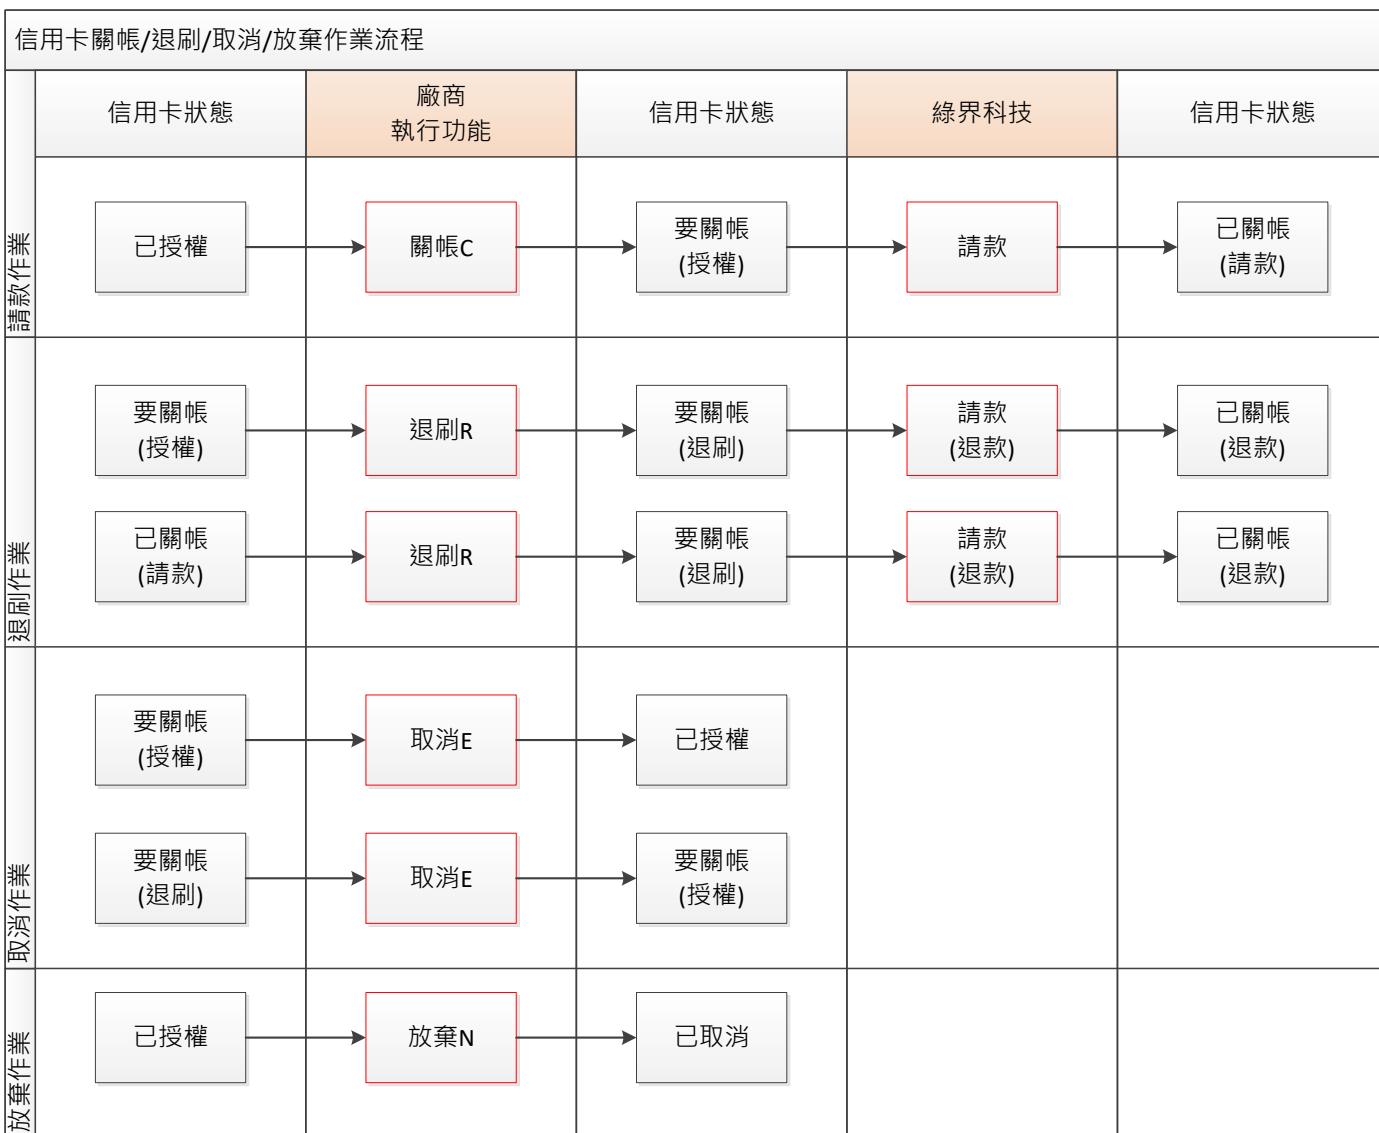 信用卡關帳/退刷/取消/放棄作業流程
信用卡狀態
廠商
執行功能
信用卡狀態
綠界科技
信用卡狀態
請款作業
已授權
關帳C
要關帳
(授權)
請款
已關帳
(請款)
退刷作業
要關帳
(授權)
退刷R
要關帳
(退刷)
請款
(退款)
已關帳
(退款)
已關帳
(請款)
退刷R
要關帳
(退刷)
請款
(退款)
已關帳
(退款)
取消作業
要關帳
(授權)
取消E
已授權
要關帳
(退刷)
取消E
要關帳
(授權)
放棄作業
已授權
放棄N
已取消